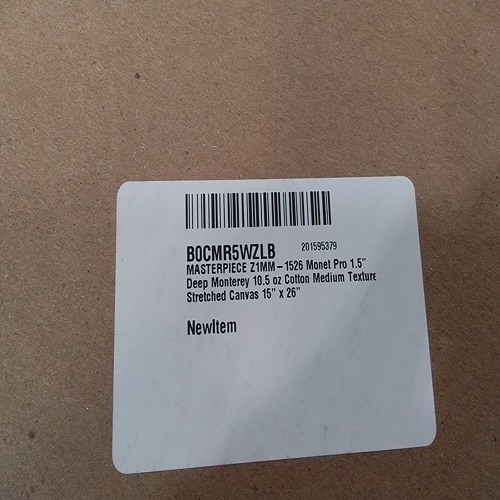 B0CMR5WZLB 201595379
MASTERPIECE Z1MM – 1526 Monet Pro 1.5"
Deep Monterey 10.5 oz Cotton Medium Texture
Stretched Canvas 15" x 26"
NewItem